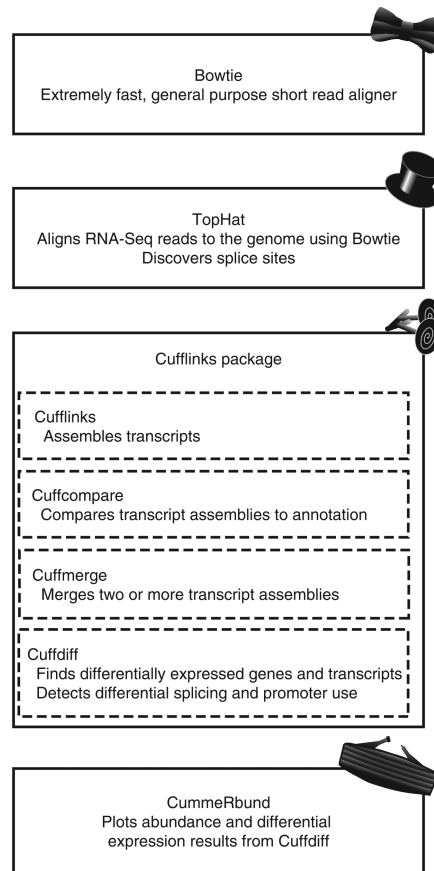 Bowtie
Extremely fast, general purpose short read aligner
TopHat
Aligns RNA-Seq reads to the genome using Bowtie
Discovers splice sites
Cufflinks package
Cufflinks
Assembles transcripts
Cuffcompare
Compares transcript assemblies to annotation
Cuffmerge
Merges two or more transcript assemblies
Cuffdiff
Finds differentially expressed genes and transcripts
Detects differential splicing and promoter use
CummeRbund
Plots abundance and differential
expression results from Cuffdiff